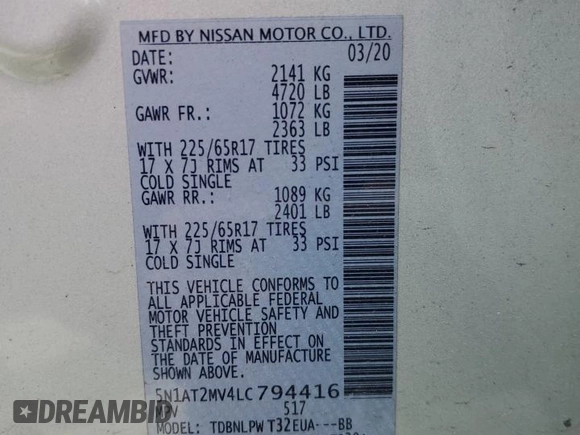 MFD BY NISSAN MOTOR CO., LTD.
DATE: 03/20
GVWR: 2141 KG
4720 LB
GAWR FR.: 1072 KG
2363 LB
WITH 225/65R17 TIRES
17 X 7J RIMS AT 33 PSI
COLD SINGLE
GAWR RR.: 1089 KG
2401 LB
WITH 225/65R17 TIRES
17 X 7J RIMS AT 33 PSI
COLD SINGLE
THIS VEHICLE CONFORMS TO
ALL APPLICABLE FEDERAL
MOTOR VEHICLE SAFETY AND
THEFT PREVENTION
STANDARDS IN EFFECT ON
THE DATE OF MANUFACTURE
SHOWN ABOVE.
5N1AT2MV4LC794416
MPV 517
MODEL: TDBNLPW T32EUA---BB
DIDCARS
.COM